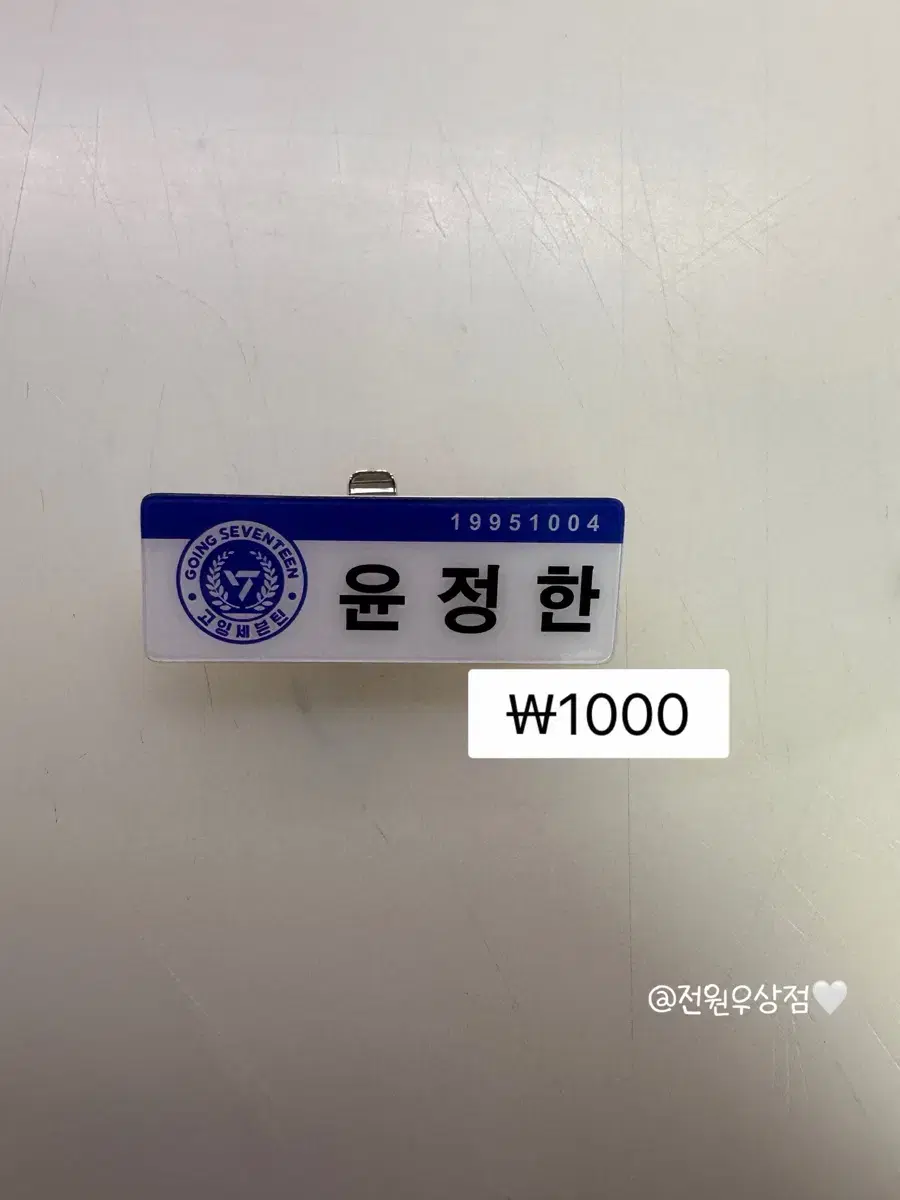 19951004
GOING SEVENTEEN
고잉세븐틴
윤정한
₩1000
@전원우상점🤍